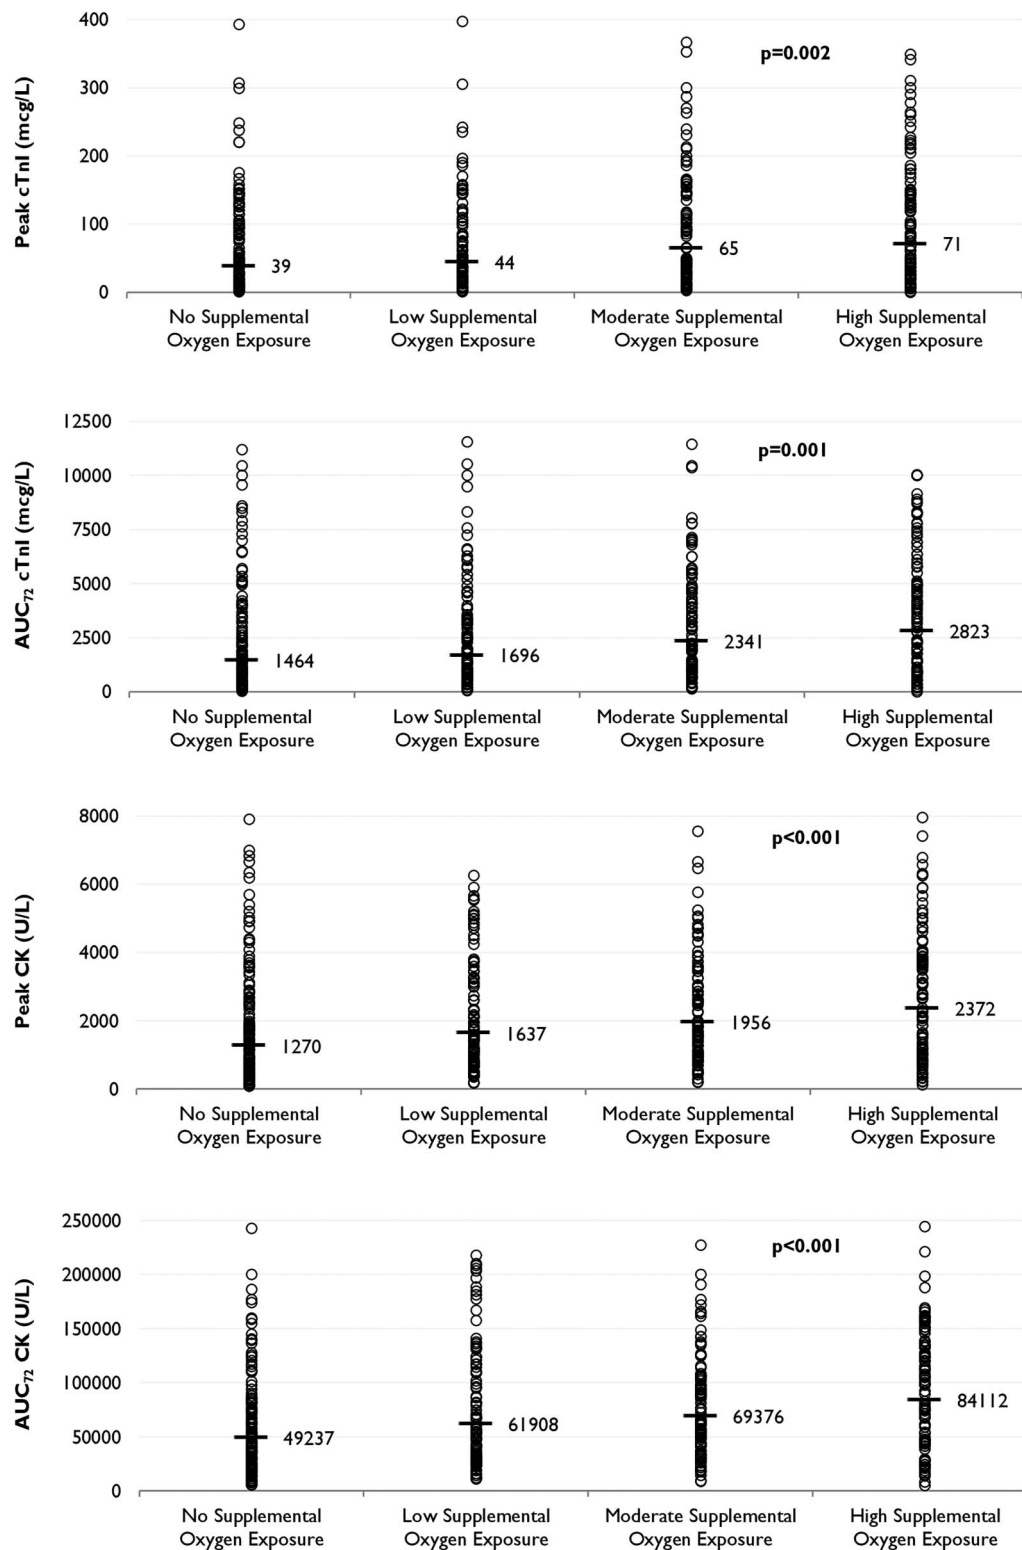 400
p=0.002
300
Peak cTnI (mcg/L)
200
100
39
44
65
71
0
No Supplemental
Oxygen Exposure
Low Supplemental
Oxygen Exposure
Moderate Supplemental
Oxygen Exposure
High Supplemental
Oxygen Exposure
12500
p=0.001
10000
AUC72 cTnI (mcg/L)
7500
5000
2500
1464
1696
2341
2823
0
No Supplemental
Oxygen Exposure
Low Supplemental
Oxygen Exposure
Moderate Supplemental
Oxygen Exposure
High Supplemental
Oxygen Exposure
8000
p<0.001
6000
Peak CK (U/L)
4000
2000
1270
1637
1956
2372
0
No Supplemental
Oxygen Exposure
Low Supplemental
Oxygen Exposure
Moderate Supplemental
Oxygen Exposure
High Supplemental
Oxygen Exposure
250000
p<0.001
200000
AUC72 CK (U/L)
150000
100000
50000
49237
61908
69376
84112
0
No Supplemental
Oxygen Exposure
Low Supplemental
Oxygen Exposure
Moderate Supplemental
Oxygen Exposure
High Supplemental
Oxygen Exposure